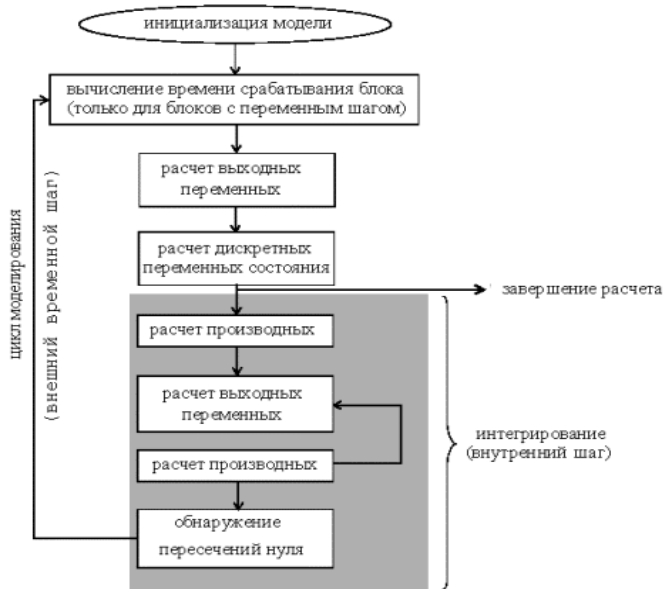 инициализация модели
вычисление времени срабатывания блока
(только для блоков с переменным шагом)
расчет выходных
переменных
расчет дискретных
переменных состояния
завершение расчета
расчет производных
расчет выходных
переменных
расчет производных
обнаружение
пересечений нуля
интегрирование
(внутренний шаг)
цикл моделирования
(внешний временной шаг)